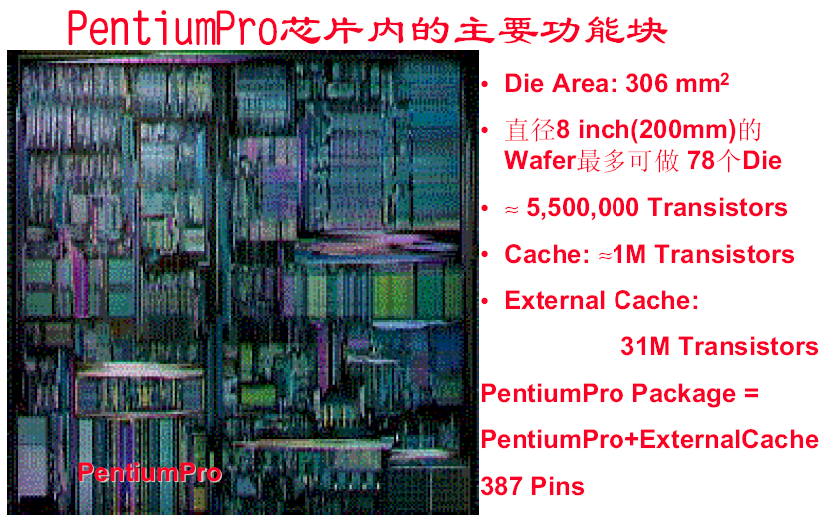 PentiumPro芯片内的主要功能块
• Die Area: 306 mm²
• 直径8 inch(200mm)的
Wafer最多可做 78个Die
• ≈ 5,500,000 Transistors
• Cache: ≈1M Transistors
• External Cache:
31M Transistors
PentiumPro Package =
PentiumPro+ExternalCache
387 Pins
PentiumPro